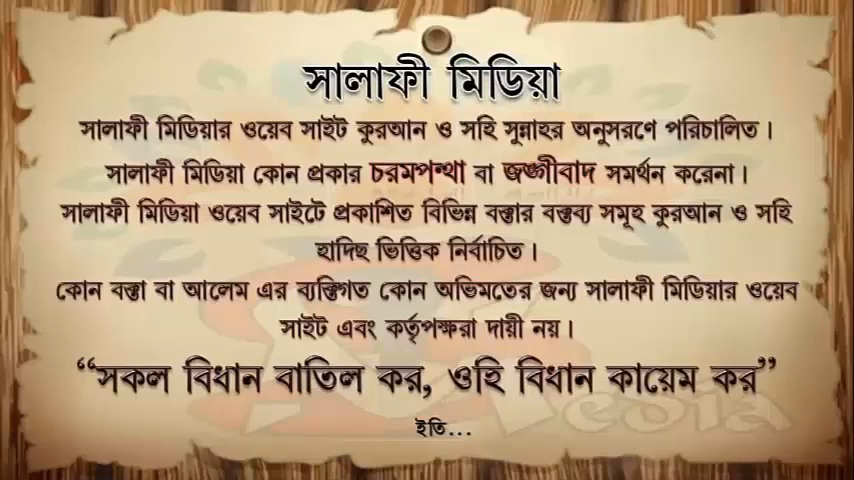 সালাফী মিডিয়া
সালাফী মিডিয়ার ওয়েব সাইট কুরআন ও সহি সুন্নাহর অনুসরণে পরিচালিত।
সালাফী মিডিয়া কোন প্রকার চরমপন্থা বা জঙ্গীবাদ সমর্থন করেনা।
সালাফী মিডিয়া ওয়েব সাইটে প্রকাশিত বিভিন্ন বক্তার বক্তব্য সমূহ কুরআন ও সহি
হাদিছ ভিত্তিক নির্বাচিত।
কোন বক্তা বা আলেম এর ব্যক্তিগত কোন অভিমতের জন্য সালাফী মিডিয়ার ওয়েব
সাইট এবং কর্তৃপক্ষরা দায়ী নয়।
“সকল বিধান বাতিল কর, ওহি বিধান কায়েম কর”
ইতি...